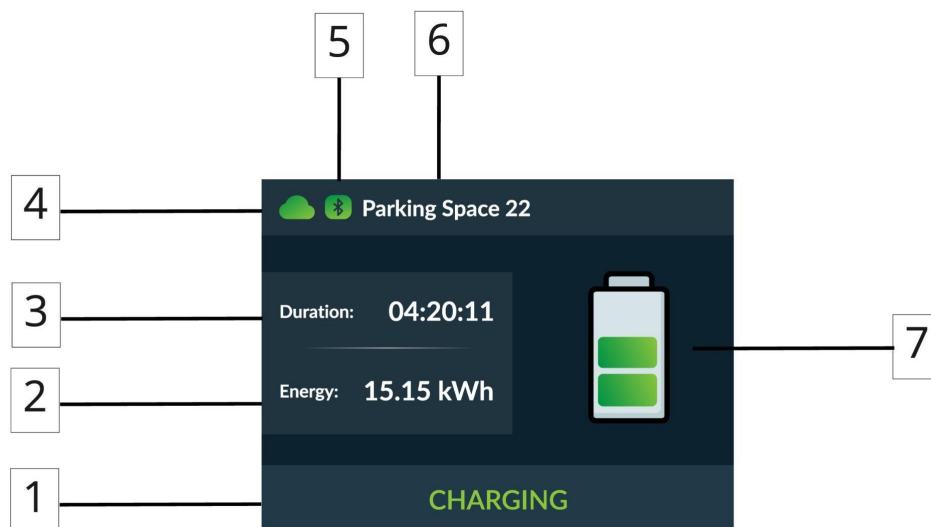 5
6
4
Parking Space 22
3
Duration: 04:20:11
7
2
Energy: 15.15 kWh
1
CHARGING